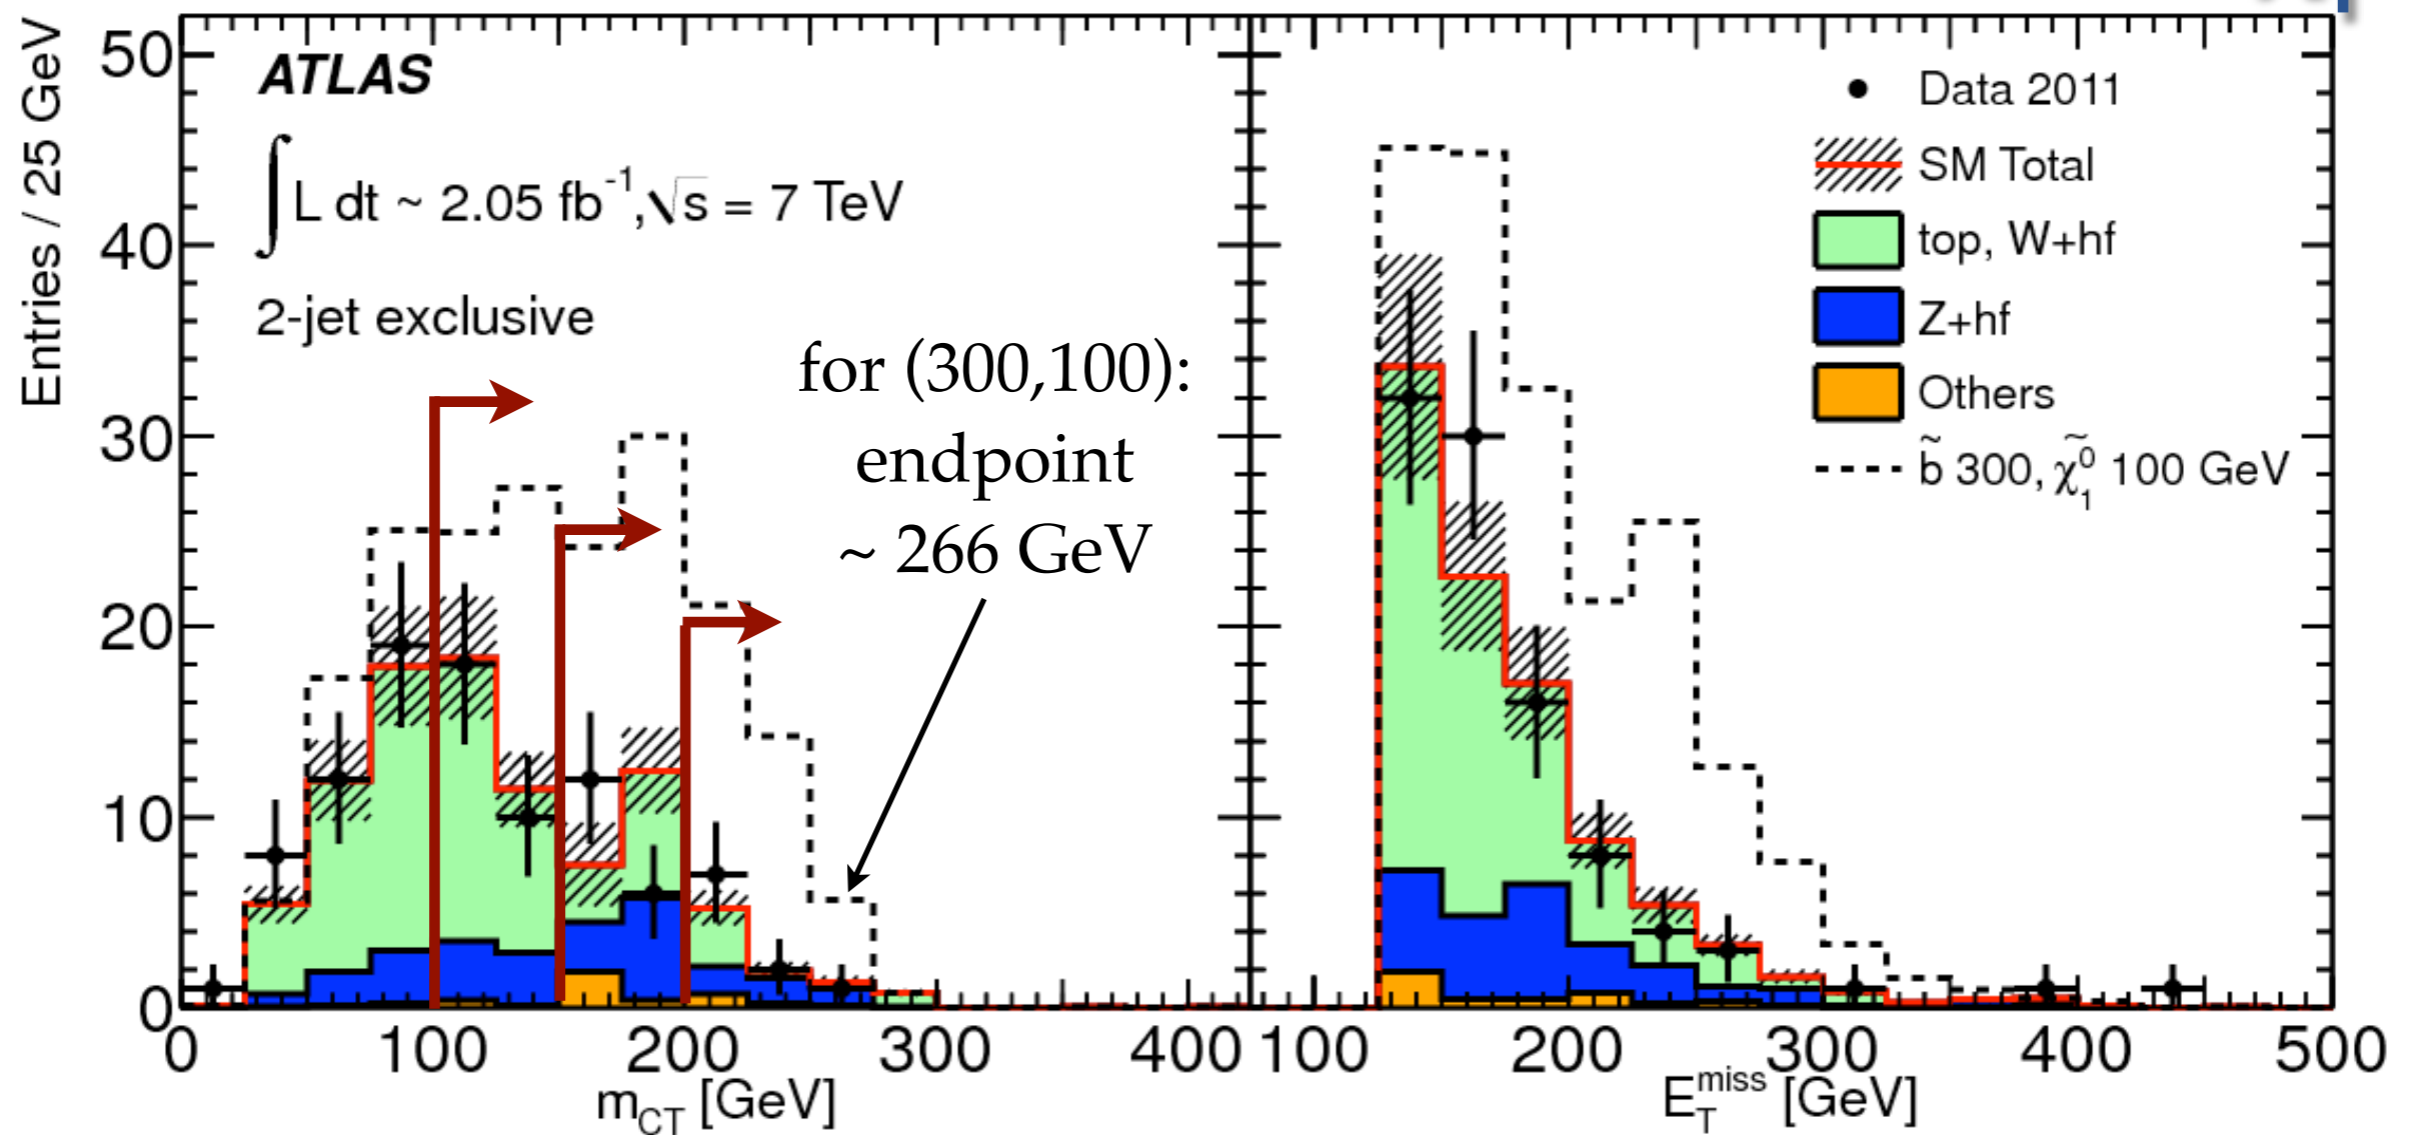 Entries / 25 GeV
50
40
30
20
10
0
ATLAS
∫L dt ~ 2.05 fb⁻¹, √s = 7 TeV
2-jet exclusive
for (300,100):
endpoint
~ 266 GeV
Data 2011
SM Total
top, W+hf
Z+hf
Others
b̃ 300, χ̃⁰₁ 100 GeV
0 100 200 300 400
100 200 300 400 500
m_CT [GeV]
E_T^miss [GeV]